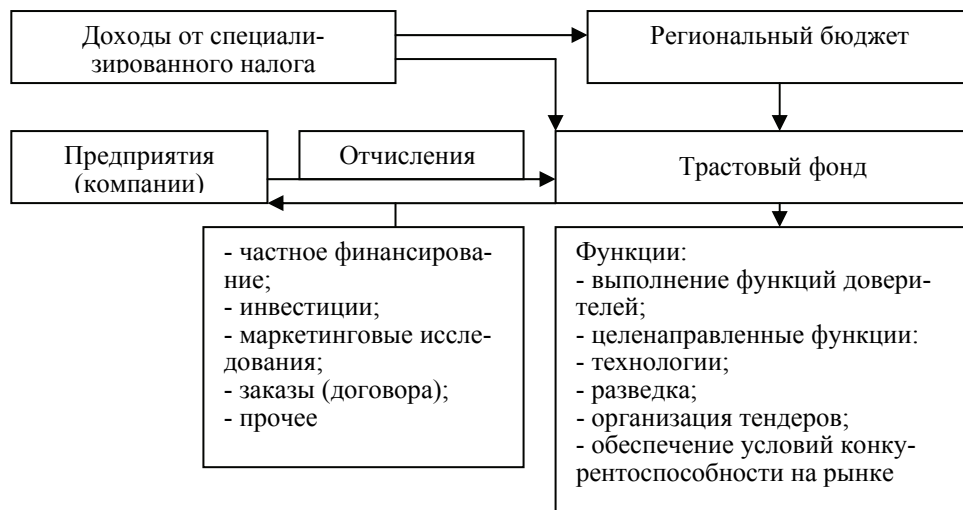 Доходы от специали-
зированного налога
Региональный бюджет
Предприятия
(компании)
Отчисления
Трастовый фонд
- частное финансирова-
ние;
- инвестиции;
- маркетинговые иссле-
дования;
- заказы (договора);
- прочее
Функции:
- выполнение функций довери-
телей;
- целенаправленные функции:
- технологии;
- разведка;
- организация тендеров;
- обеспечение условий конку-
рентоспособности на рынке